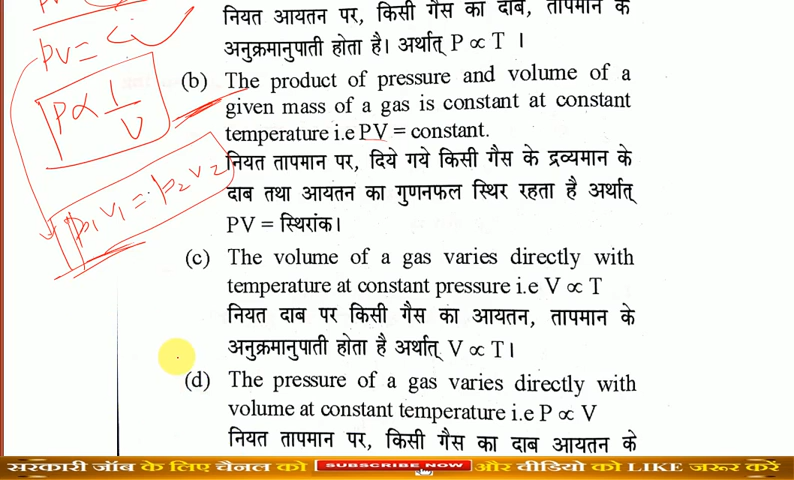 नियत आयतन पर, किसी गैस का दाब, तापमान के
अनुक्रमानुपाती होता है। अर्थात् P ∝ T ।
PV =
(b) The product of pressure and volume of a
given mass of a gas is constant at constant
temperature i.e PV = constant.
P ∝ 1/V
नियत तापमान पर, दिये गये किसी गैस के द्रव्यमान के
दाब तथा आयतन का गुणनफल स्थिर रहता है अर्थात्
PV = स्थिरांक।
P₁V₁ = P₂V₂
(c) The volume of a gas varies directly with
temperature at constant pressure i.e V ∝ T
नियत दाब पर किसी गैस का आयतन, तापमान के
अनुक्रमानुपाती होता है अर्थात् V ∝ T।
(d) The pressure of a gas varies directly with
volume at constant temperature i.e P ∝ V
नियत तापमान पर, किसी गैस का दाब आयतन के
सरकारी जॉब के लिए चैनल को SUBSCRIBE NOW और वीडियो को LIKE जरूर करें